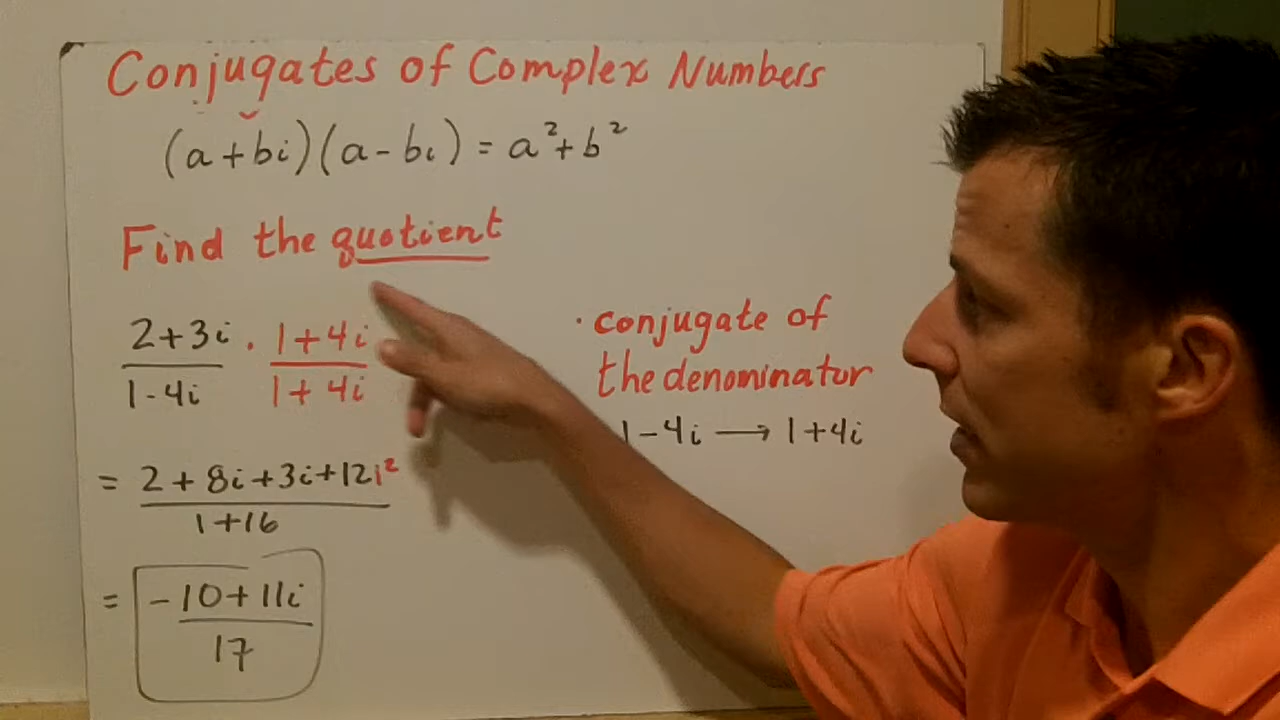 Conjugates of Complex Numbers
(a+bi)(a-bi) = a²+b²
Find the quotient
2+3i . 1+4i
1-4i 1+4i
= 2+8i+3i+12i²
1+16
= -10+11i
17
· conjugate of
the denominator
1-4i → 1+4i